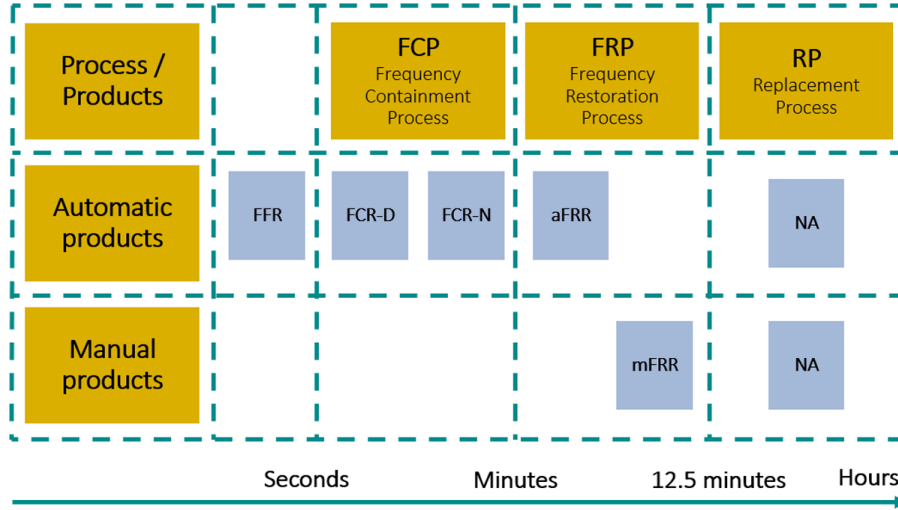 Process /
Products
FCP
Frequency
Containment
Process
FRP
Frequency
Restoration
Process
RP
Replacement
Process
Automatic
products
FFR
FCR-D
FCR-N
aFRR
NA
Manual
products
mFRR
NA
Seconds
Minutes
12.5 minutes
Hours